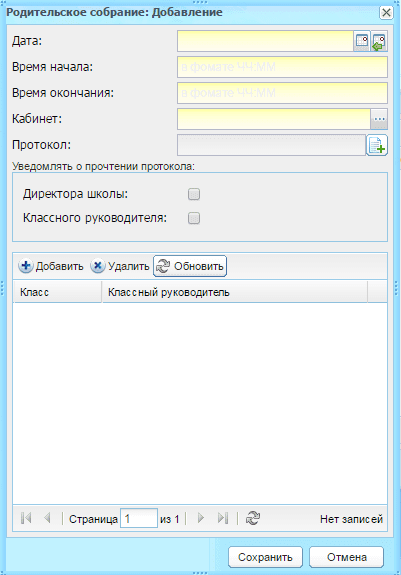 Родительское собрание: Добавление
Дата:
Время начала: в фомате ЧЧ:ММ
Время окончания: в фомате ЧЧ:ММ
Кабинет: ...
Протокол:
Уведомлять о прочтении протокола:
Директора школы:
Классного руководителя:
Добавить Удалить Обновить
Класс Классный руководитель
Страница 1 из 1 Нет записей
Сохранить Отмена